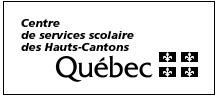 Centre
de services scolaire
des Hauts-Cantons
Québec